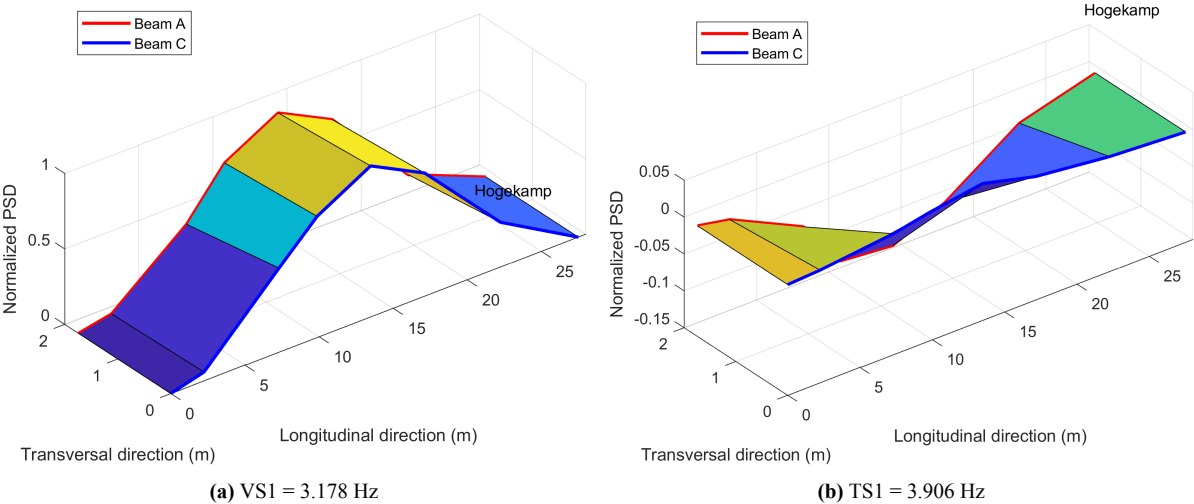 Beam A
Beam C
Hogekamp
Normalized PSD
1
0.5
0
2
1
0
0
5
10
15
20
25
Transversal direction (m)
Longitudinal direction (m)
(a) VS1 = 3.178 Hz
Hogekamp
Beam A
Beam C
Normalized PSD
0.05
0
-0.05
-0.1
-0.15
2
1
0
0
5
10
15
20
25
Transversal direction (m)
Longitudinal direction (m)
(b) TS1 = 3.906 Hz